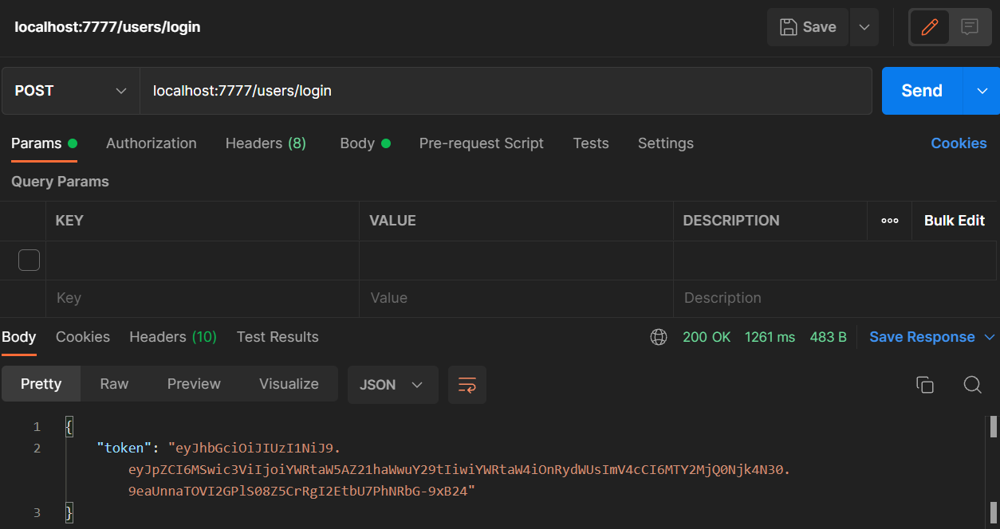 localhost:7777/users/login
Save
POST
localhost:7777/users/login
Send
Params Authorization Headers (8) Body Pre-request Script Tests Settings Cookies
Query Params
KEY VALUE DESCRIPTION ooo Bulk Edit
Key Value Description
Body Cookies Headers (10) Test Results 200 OK 1261 ms 483 B Save Response
Pretty Raw Preview Visualize JSON
1 {
2 "token": "eyJhbGciOiJIUzI1NiJ9.
eyJpZCI6MSwic3ViIjoiYWRtaW5AZ21haWwuY29tIiwiYWRtaW4iOnRydWUsImV4cCI6MTY2MjQ0Njk4N30.
9eaUnnaTOVI2GPlS08Z5CrRgI2EtbU7PhNRbG-9xB24"
3 }